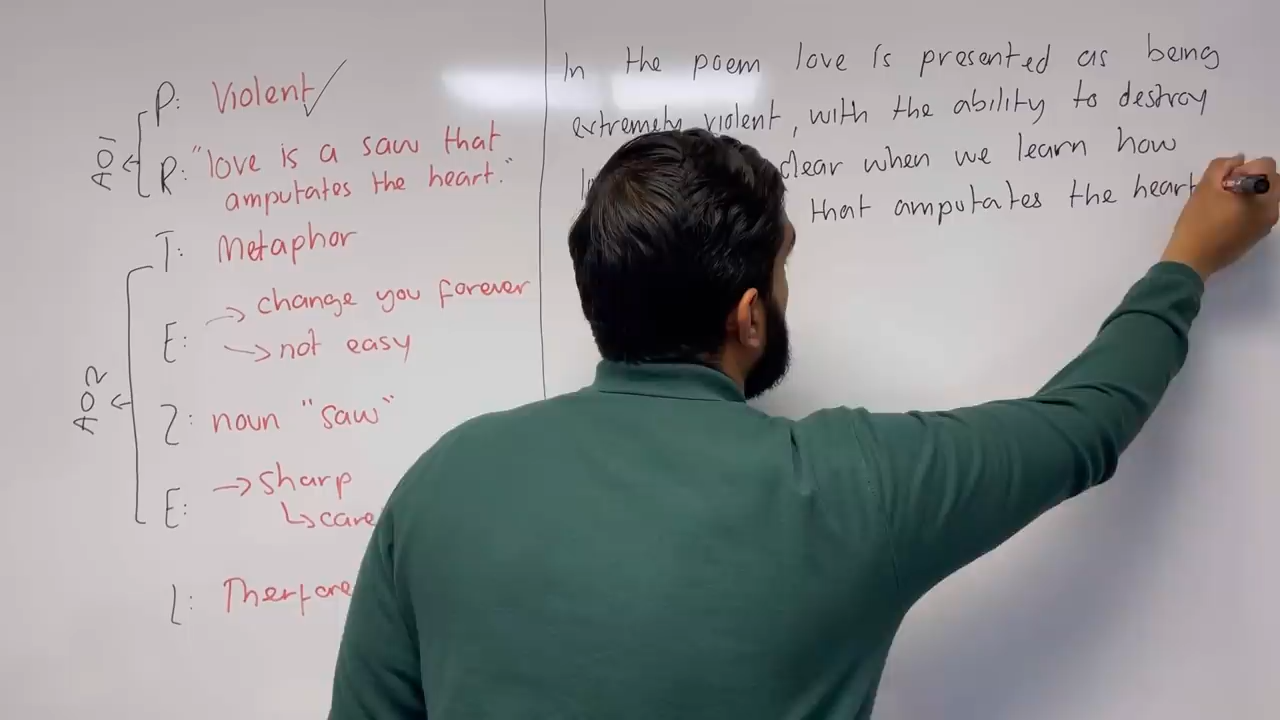 P: Violent ✓
AO1
R: "love is a saw that
amputates the heart."
T: Metaphor
E: → change you forever
→ not easy
AO2
Z: noun "saw"
E: → sharp
↳ care
L: Therfore
In the poem love is presented as being
extremely violent, with the ability to destroy
clear when we learn how
that amputates the heart